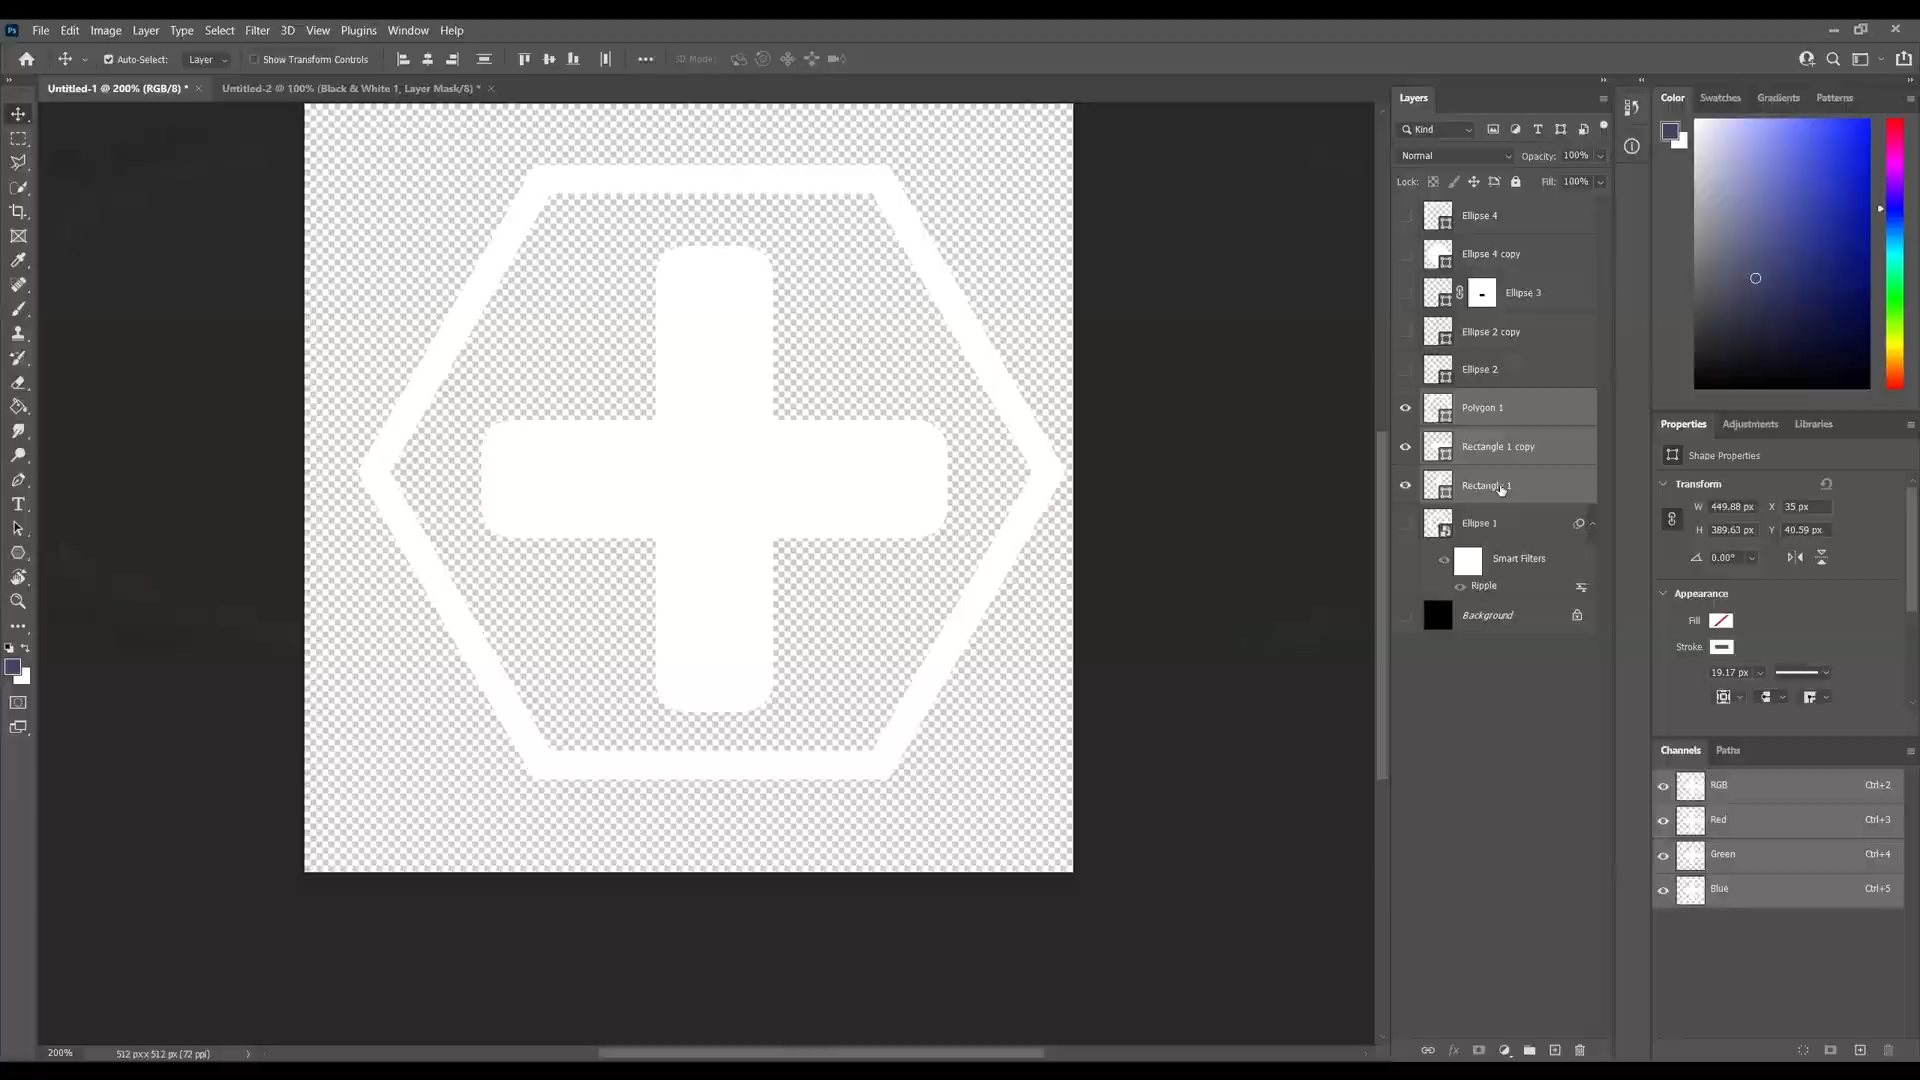 Ps File Edit Image Layer Type Select Filter 3D View Plugins Window Help
Auto-Select: Layer Show Transform Controls 3D Mode:
Untitled-1 @ 200% (RGB/8) * Untitled-2 @ 100% (Black & White 1, Layer Mask/8) *
Layers
Kind
Normal Opacity: 100%
Lock: Fill: 100%
Ellipse 4
Ellipse 4 copy
Ellipse 3
Ellipse 2 copy
Ellipse 2
Polygon 1
Rectangle 1 copy
Rectangle 1
Ellipse 1
Smart Filters
Ripple
Background
Color Swatches Gradients Patterns
Properties Adjustments Libraries
Shape Properties
Transform
W 449.88 px X 35 px
H 389.63 px Y 40.59 px
0.00°
Appearance
Fill
Stroke
19.17 px
Channels Paths
RGB Ctrl+2
Red Ctrl+3
Green Ctrl+4
Blue Ctrl+5
200% 512 px x 512 px (72 ppi)